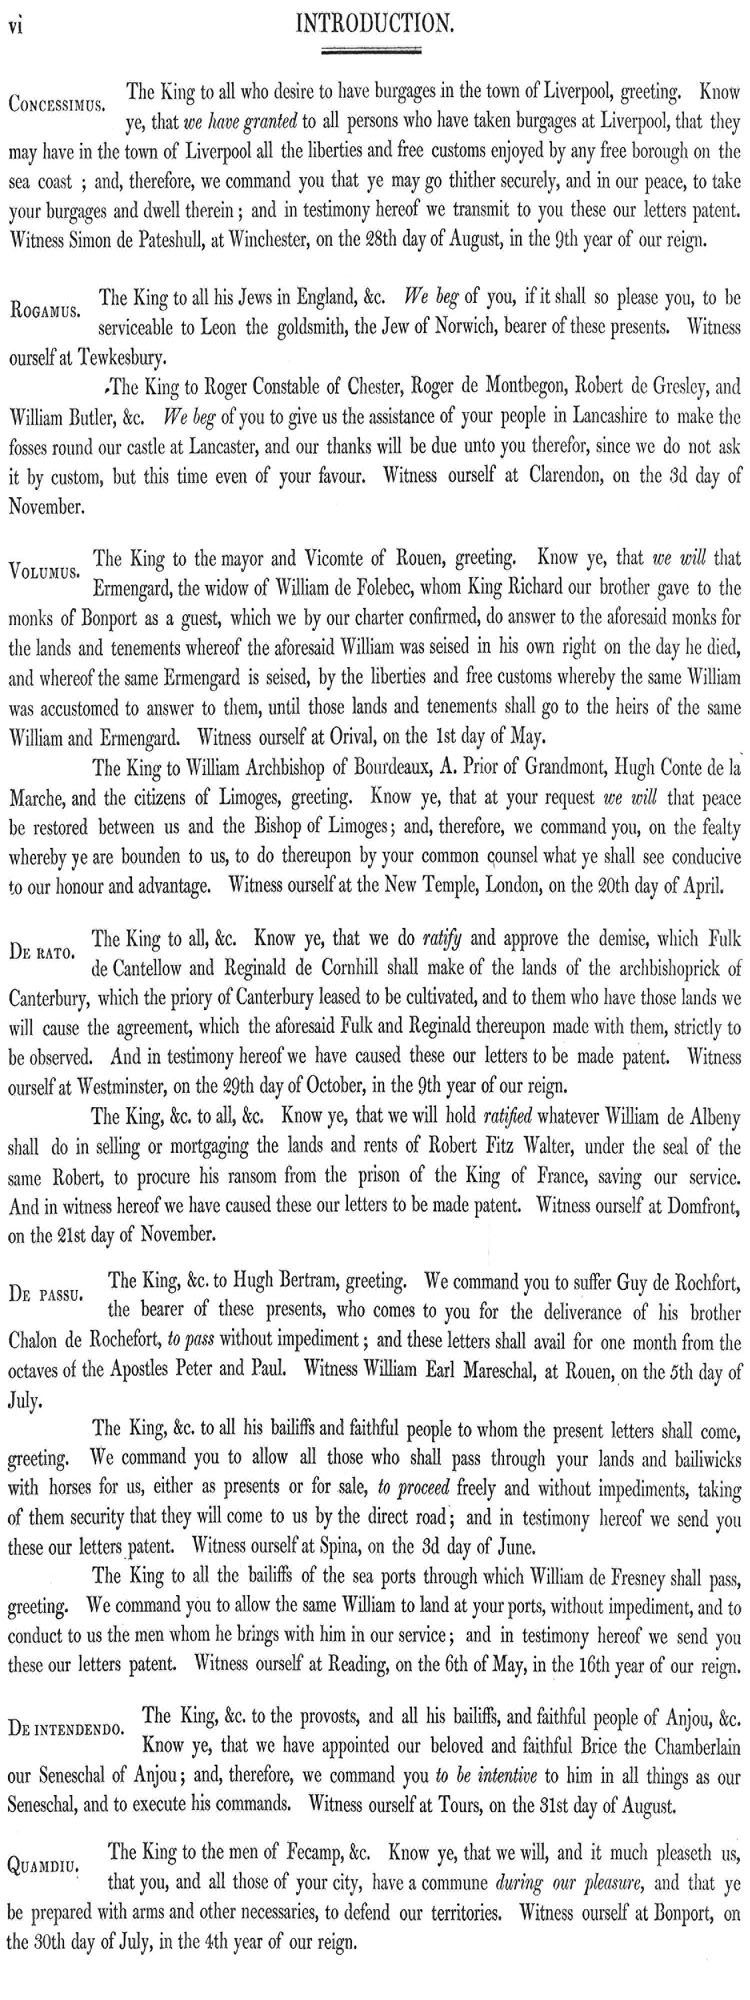 vi INTRODUCTION.
CONCESSIMUS. The King to all who desire to have burgages in the town of Liverpool, greeting. Know
ye, that we have granted to all persons who have taken burgages at Liverpool, that they
may have in the town of Liverpool all the liberties and free customs enjoyed by any free borough on the
sea coast ; and, therefore, we command you that ye may go thither securely, and in our peace, to take
your burgages and dwell therein ; and in testimony hereof we transmit to you these our letters patent.
Witness Simon de Pateshull, at Winchester, on the 28th day of August, in the 9th year of our reign.
ROGAMUS. The King to all his Jews in England, &c. We beg of you, if it shall so please you, to be
serviceable to Leon the goldsmith, the Jew of Norwich, bearer of these presents. Witness
ourself at Tewkesbury.
The King to Roger Constable of Chester, Roger de Montbegon, Robert de Gresley, and
William Butler, &c. We beg of you to give us the assistance of your people in Lancashire to make the
fosses round our castle at Lancaster, and our thanks will be due unto you therefor, since we do not ask
it by custom, but this time even of your favour. Witness ourself at Clarendon, on the 3d day of
November.
VOLUMUS. The King to the mayor and Vicomte of Rouen, greeting. Know ye, that we will that
Ermengard, the widow of William de Folebec, whom King Richard our brother gave to the
monks of Bonport as a guest, which we by our charter confirmed, do answer to the aforesaid monks for
the lands and tenements whereof the aforesaid William was seised in his own right on the day he died,
and whereof the same Ermengard is seised, by the liberties and free customs whereby the same William
was accustomed to answer to them, until those lands and tenements shall go to the heirs of the same
William and Ermengard. Witness ourself at Orival, on the 1st day of May.
The King to William Archbishop of Bourdeaux, A. Prior of Grandmont, Hugh Conte de la
Marche, and the citizens of Limoges, greeting. Know ye, that at your request we will that peace
be restored between us and the Bishop of Limoges ; and, therefore, we command you, on the fealty
whereby ye are bounden to us, to do thereupon by your common counsel what ye shall see conducive
to our honour and advantage. Witness ourself at the New Temple, London, on the 20th day of April.
DE RATO. The King to all, &c. Know ye, that we do ratify and approve the demise, which Fulk
de Cantellow and Reginald de Cornhill shall make of the lands of the archbishoprick of
Canterbury, which the priory of Canterbury leased to be cultivated, and to them who have those lands we
will cause the agreement, which the aforesaid Fulk and Reginald thereupon made with them, strictly to
be observed. And in testimony hereof we have caused these our letters to be made patent. Witness
ourself at Westminster, on the 29th day of October, in the 9th year of our reign.
The King, &c. to all, &c. Know ye, that we will hold ratified whatever William de Albeny
shall do in selling or mortgaging the lands and rents of Robert Fitz Walter, under the seal of the
same Robert, to procure his ransom from the prison of the King of France, saving our service.
And in witness hereof we have caused these our letters to be made patent. Witness ourself at Domfront,
on the 21st day of November.
DE PASSU. The King, &c. to Hugh Bertram, greeting. We command you to suffer Guy de Rochfort,
the bearer of these presents, who comes to you for the deliverance of his brother
Chalon de Rochefort, to pass without impediment ; and these letters shall avail for one month from the
octaves of the Apostles Peter and Paul. Witness William Earl Mareschal, at Rouen, on the 5th day of
July.
The King, &c. to all his bailiffs and faithful people to whom the present letters shall come,
greeting. We command you to allow all those who shall pass through your lands and bailiwicks
with horses for us, either as presents or for sale, to proceed freely and without impediments, taking
of them security that they will come to us by the direct road ; and in testimony hereof we send you
these our letters patent. Witness ourself at Spina, on the 3d day of June.
The King to all the bailiffs of the sea ports through which William de Fresney shall pass,
greeting. We command you to allow the same William to land at your ports, without impediment, and to
conduct to us the men whom he brings with him in our service ; and in testimony hereof we send you
these our letters patent. Witness ourself at Reading, on the 6th of May, in the 16th year of our reign.
DE INTENDENDO. The King, &c. to the provosts, and all his bailiffs, and faithful people of Anjou, &c.
Know ye, that we have appointed our beloved and faithful Brice the Chamberlain
our Seneschal of Anjou ; and, therefore, we command you to be intentive to him in all things as our
Seneschal, and to execute his commands. Witness ourself at Tours, on the 31st day of August.
QUAMDIU. The King to the men of Fecamp, &c. Know ye, that we will, and it much pleaseth us,
that you, and all those of your city, have a commune during our pleasure, and that ye
be prepared with arms and other necessaries, to defend our territories. Witness ourself at Bonport, on
the 30th day of July, in the 4th year of our reign.